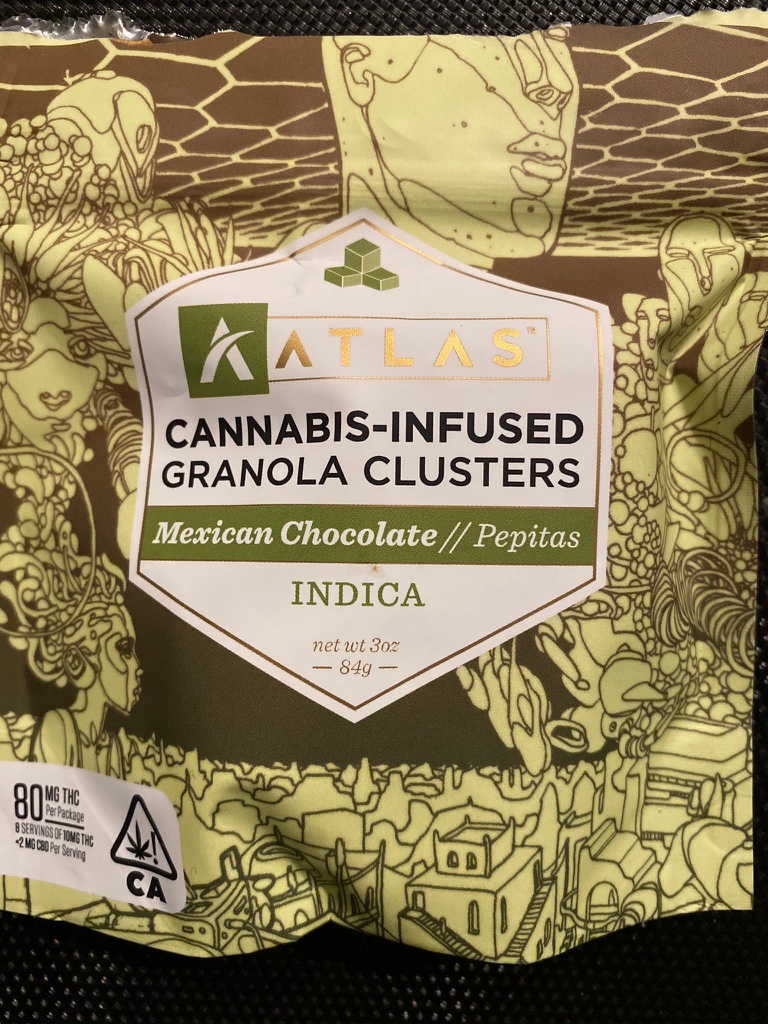 ATLAS™
CANNABIS-INFUSED
GRANOLA CLUSTERS
Mexican Chocolate // Pepitas
INDICA
net wt 3oz
— 84g —
80 MG THC
Per Package
8 SERVINGS OF 10MG THC
<2 MG CBD Per Serving
!
CA